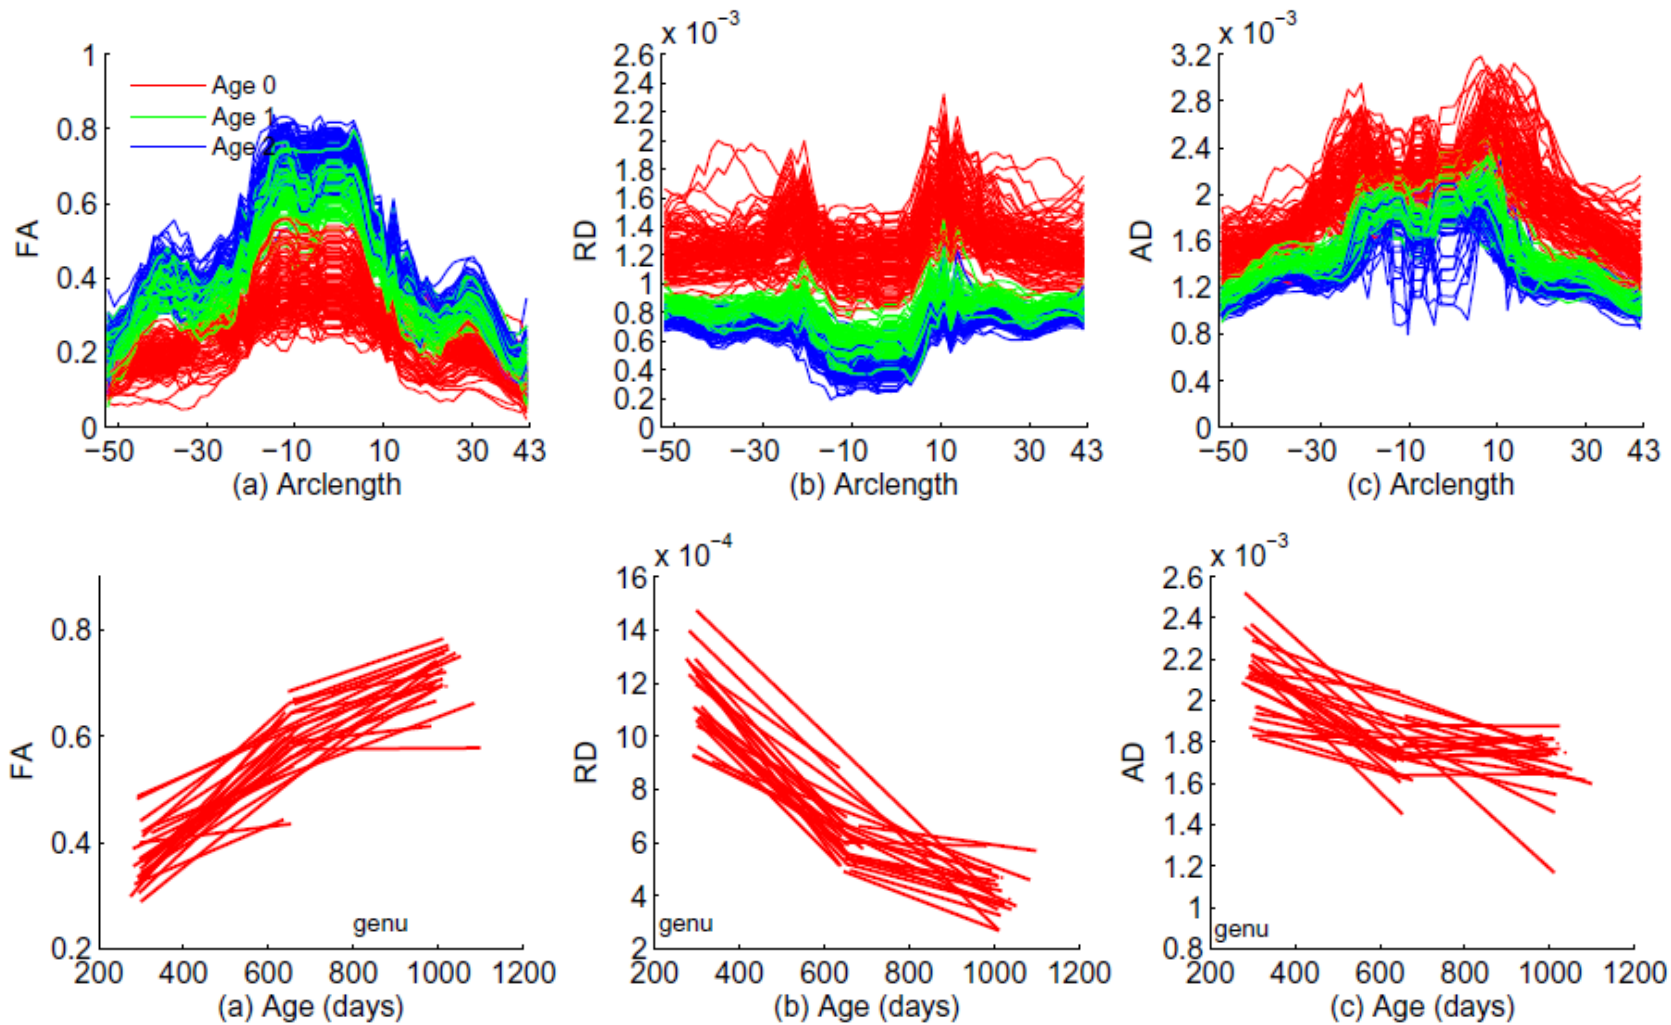 x 10−3
x 10−3
1
0.8
0.6
0.4
0.2
0
FA
Age 0
Age 1
Age 2
−50 −30 −10 10 30 43
(a) Arclength
2.6
2.4
2.2
2
1.8
1.6
1.4
1.2
1
0.8
0.6
0.4
0.2
0
RD
−50 −30 −10 10 30 43
(b) Arclength
3.2
2.8
2.4
2
1.6
1.2
0.8
0.4
0
AD
−50 −30 −10 10 30 43
(c) Arclength
0.8
0.6
0.4
0.2
FA
genu
200 400 600 800 1000 1200
(a) Age (days)
x 10−4
16
14
12
10
8
6
4
2
RD
genu
200 400 600 800 1000 1200
(b) Age (days)
x 10−3
2.6
2.4
2.2
2
1.8
1.6
1.4
1.2
1
0.8
AD
genu
200 400 600 800 1000 1200
(c) Age (days)